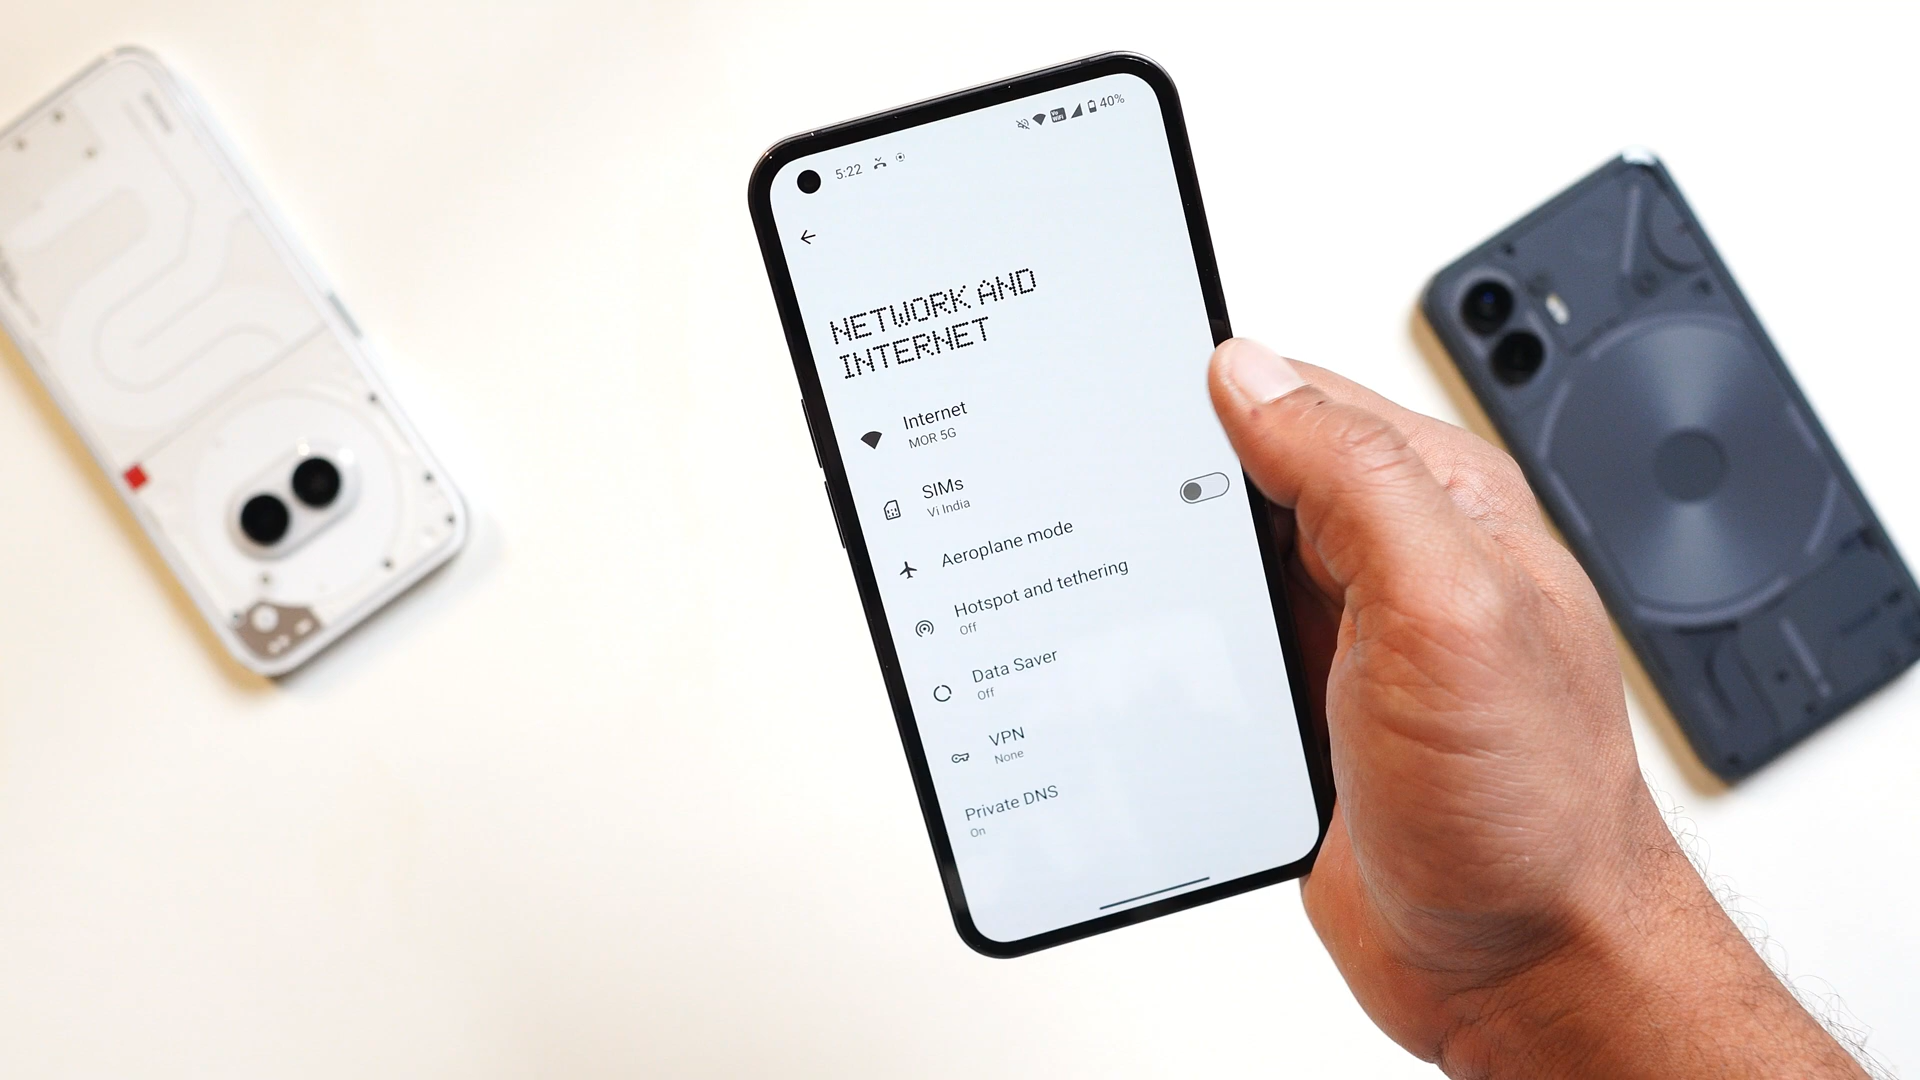 5:22
40%
NETWORK AND
INTERNET
Internet
MOR 5G
SIMs
Vi India
Aeroplane mode
Hotspot and tethering
Off
Data Saver
Off
VPN
None
Private DNS
On